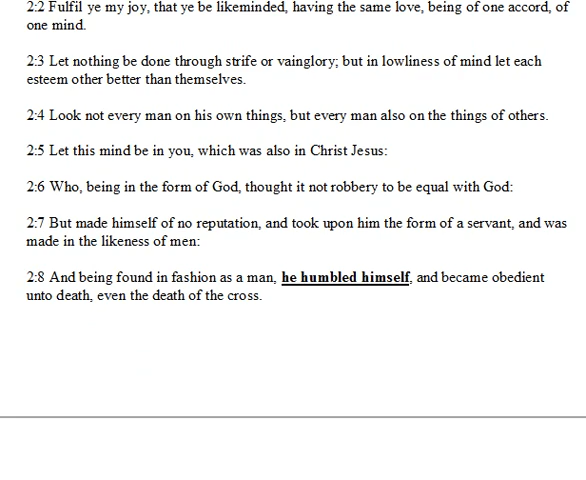 2:2 Fulfil ye my joy, that ye be likeminded, having the same love, being of one accord, of
one mind.
2:3 Let nothing be done through strife or vainglory; but in lowliness of mind let each
esteem other better than themselves.
2:4 Look not every man on his own things, but every man also on the things of others.
2:5 Let this mind be in you, which was also in Christ Jesus:
2:6 Who, being in the form of God, thought it not robbery to be equal with God:
2:7 But made himself of no reputation, and took upon him the form of a servant, and was
made in the likeness of men:
2:8 And being found in fashion as a man, he humbled himself, and became obedient
unto death, even the death of the cross.